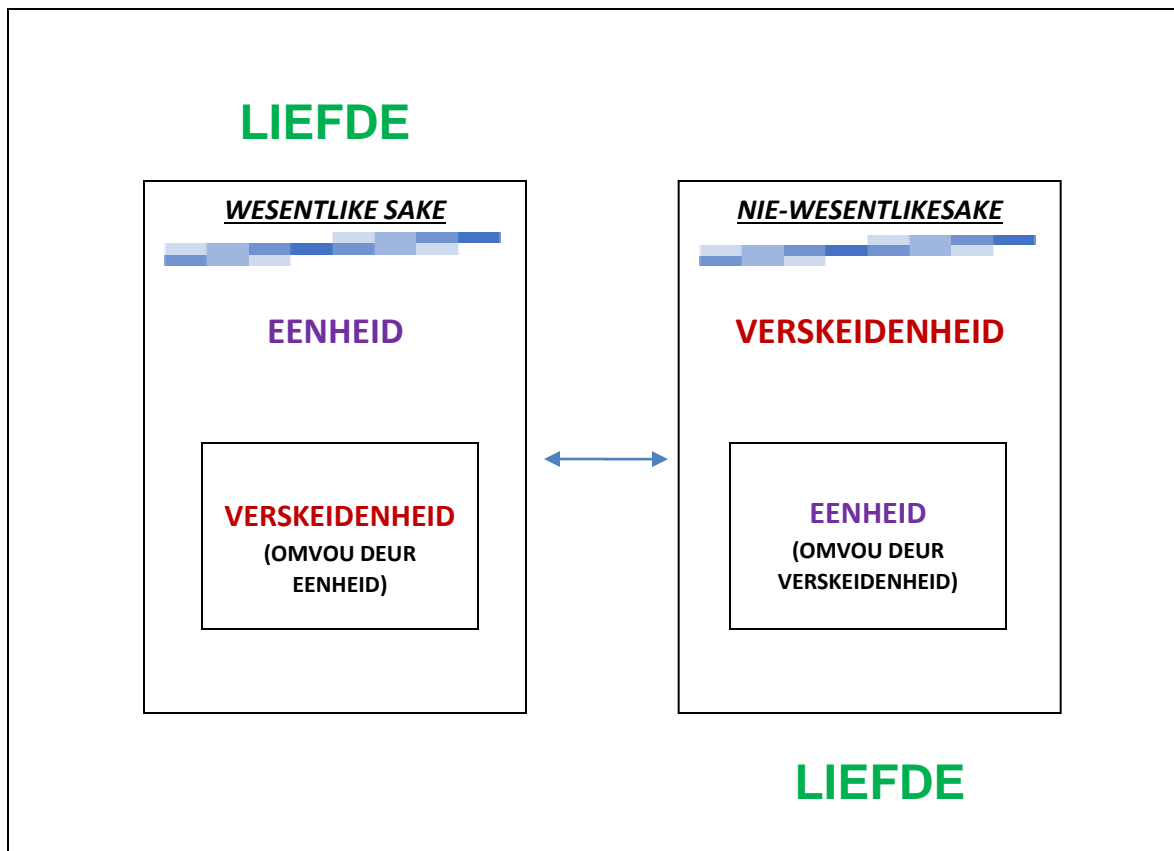 LIEFDE
WESENTLIKE SAKE
EENHEID
VERSKEIDENHEID
(OMVOU DEUR
EENHEID)
NIE-WESENTLIKESAKE
VERSKEIDENHEID
EENHEID
(OMVOU DEUR
VERSKEIDENHEID)
LIEFDE